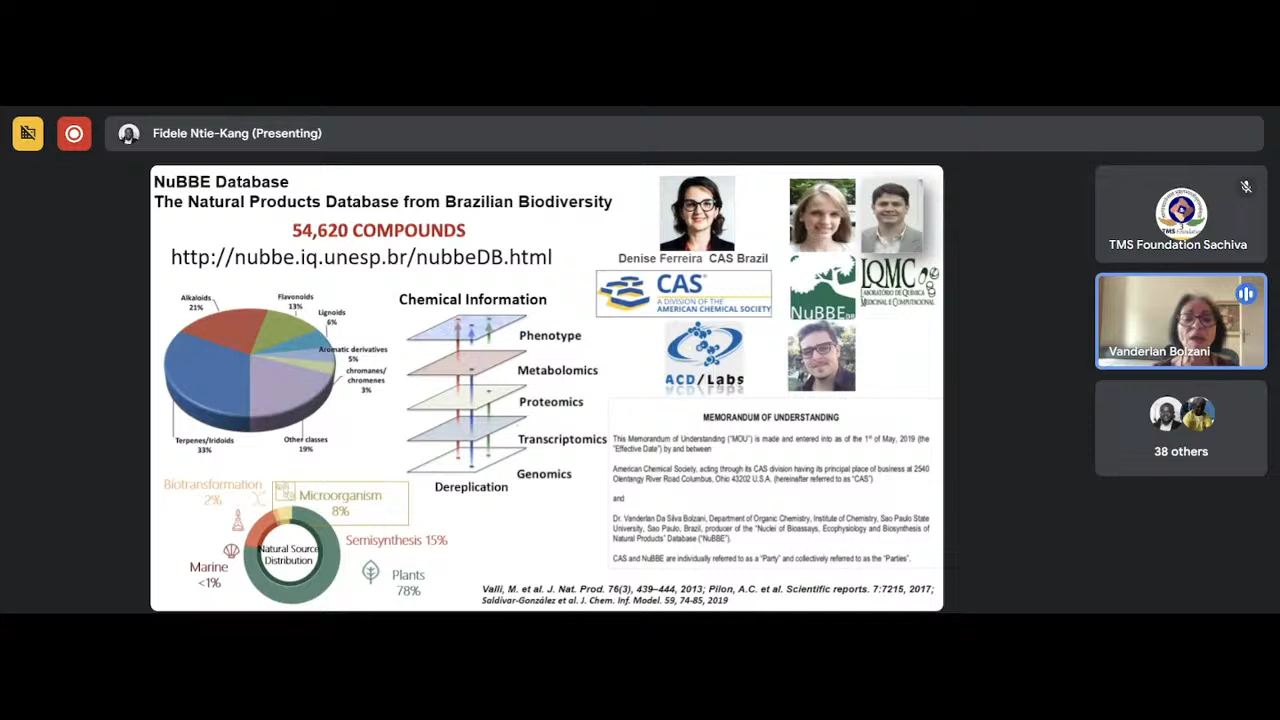 Fidele Ntie-Kang (Presenting)
NuBBE Database
The Natural Products Database from Brazilian Biodiversity
54,620 COMPOUNDS
http://nubbe.iq.unesp.br/nubbeDB.html
Alkaloids
21%
Flavonoids
13%
Lignoids
6%
Aromatic derivatives
5%
chromanes/
chromenes
3%
Other classes
19%
Terpenes/Iridoids
33%
Chemical Information
Phenotype
Metabolomics
Proteomics
Transcriptomics
Genomics
Dereplication
Biotransformation
2%
Microorganism
8%
Semisynthesis 15%
Marine
<1%
Natural Source
Distribution
Plants
78%
Denise Ferreira CAS Brazil
CAS
A DIVISION OF THE
AMERICAN CHEMICAL SOCIETY
NuBBE DB
LQMC
LABORATÓRIO DE QUÍMICA
MEDICINAL E COMPUTACIONAL
ACD/Labs
MEMORANDUM OF UNDERSTANDING
This Memorandum of Understanding ("MOU") is made and entered into as of the 1st of May, 2019 (the
"Effective Date") by and between
American Chemical Society, acting through its CAS division having its principal place of business at 2540
Olentangy River Road Columbus, Ohio 43202 U.S.A. (hereinafter referred to as "CAS")
and
Dr. Vanderlan Da Silva Bolzani, Department of Organic Chemistry, Institute of Chemistry, Sao Paulo State
University, Sao Paulo, Brazil, producer of the "Nuclei of Bioassays, Ecophysiology and Biosynthesis of
Natural Products" Database ("NuBBE").
CAS and NuBBE are individually referred to as a "Party" and collectively referred to as the "Parties".
Valli, M. et al. J. Nat. Prod. 76(3), 439–444, 2013; Pilon, A.C. et al. Scientific reports. 7:7215, 2017;
Saldívar-González et al. J. Chem. Inf. Model. 59, 74-85, 2019
TMS Foundation
TMS Foundation Sachiva
Vanderlan Bolzani
38 others